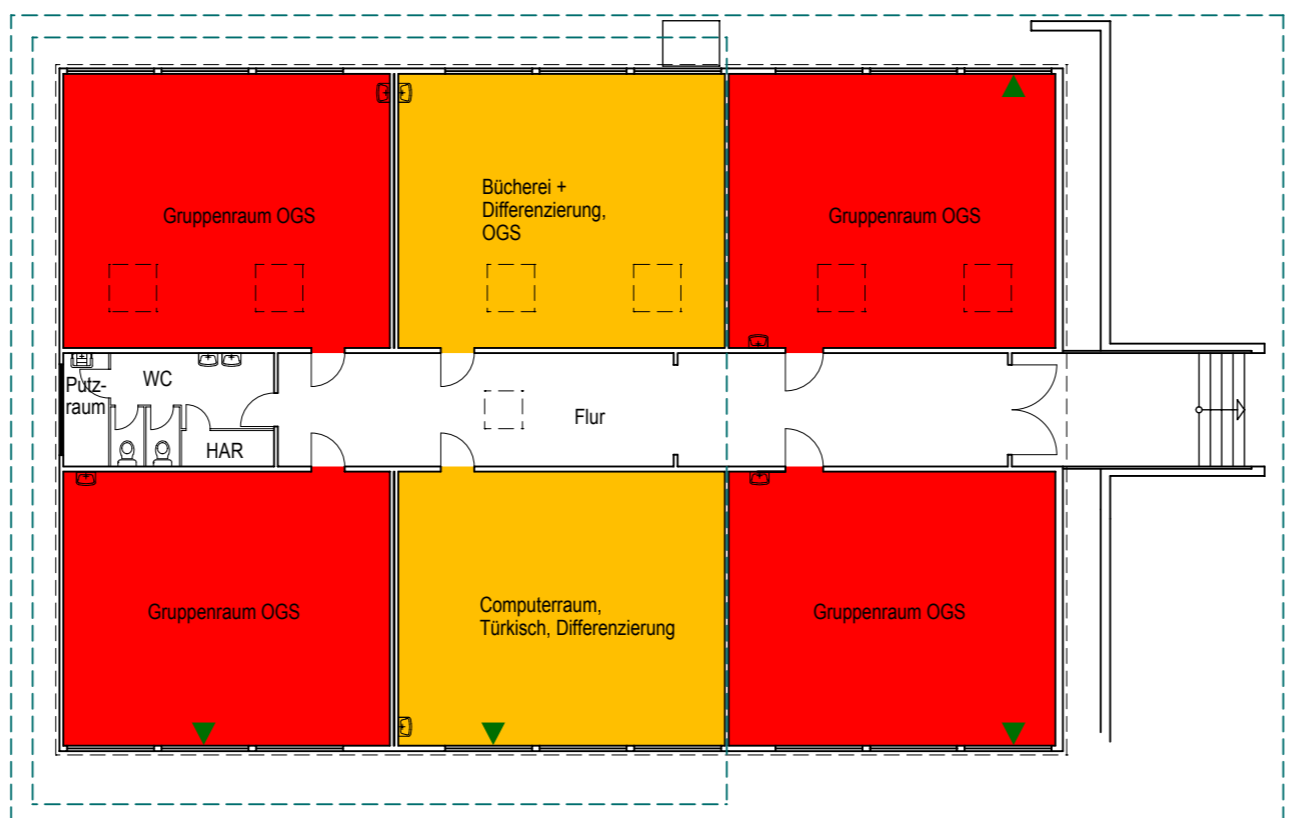 Gruppenraum OGS
Bücherei +
Differenzierung,
OGS
Gruppenraum OGS
Putz-
raum
WC
HAR
Flur
Gruppenraum OGS
Computerraum,
Türkisch, Differenzierung
Gruppenraum OGS